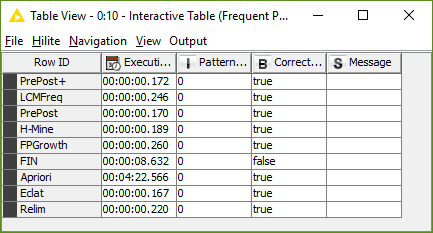 Table View - 0:10 - Interactive Table (Frequent P...
File Hilite Navigation View Output
Row ID Executi... I Pattern... B Correct... S Message
PrePost+ 00:00:00.172 0 true
LCMFreq 00:00:00.246 0 true
PrePost 00:00:00.170 0 true
H-Mine 00:00:00.189 0 true
FPGrowth 00:00:00.260 0 true
FIN 00:00:08.632 0 false
Apriori 00:04:22.566 0 true
Eclat 00:00:00.167 0 true
Relim 00:00:00.220 0 true